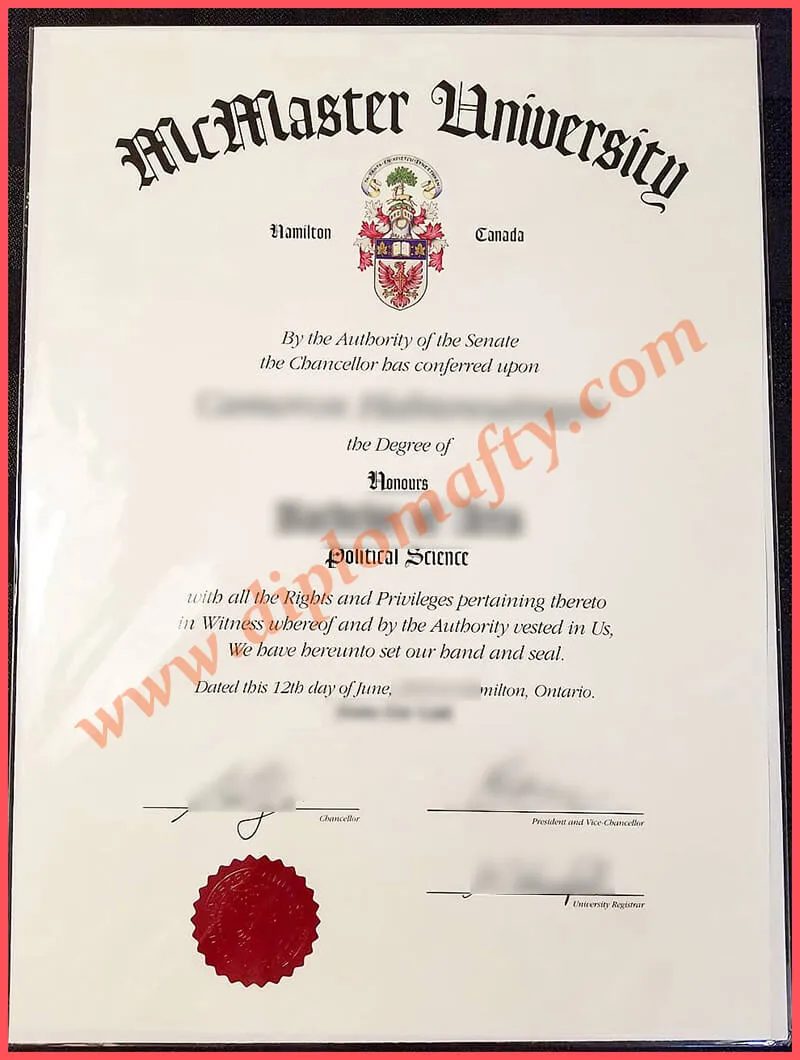 McMaster University
Hamilton Canada
By the Authority of the Senate
the Chancellor has conferred upon
the Degree of
Honours
Political Science
with all the Rights and Privileges pertaining thereto
in Witness whereof and by the Authority vested in Us,
We have hereunto set our hand and seal.
Dated this 12th day of June, milton, Ontario.
Chancellor
President and Vice-Chancellor
University Registrar
www.diplomafty.com